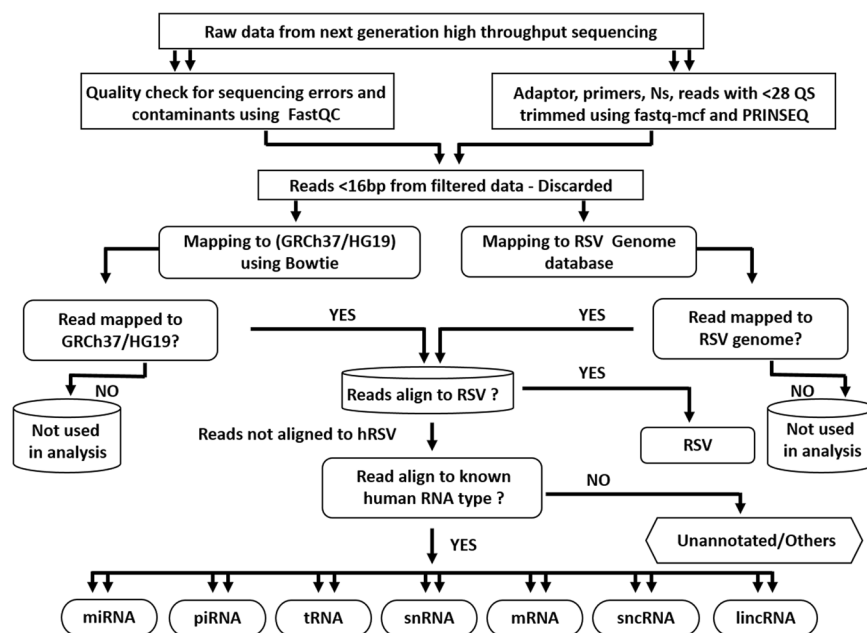 Raw data from next generation high throughput sequencing
Quality check for sequencing errors and
contaminants using FastQC
Adaptor, primers, Ns, reads with <28 QS
trimmed using fastq-mcf and PRINSEQ
Reads <16bp from filtered data - Discarded
Mapping to (GRCh37/HG19)
using Bowtie
Mapping to RSV Genome
database
Read mapped to
GRCh37/HG19?
YES
YES
Read mapped to
RSV genome?
NO
Not used
in analysis
Reads align to RSV ?
YES
NO
Not used
in analysis
Reads not aligned to hRSV
RSV
Read align to known
human RNA type ?
NO
Unannotated/Others
YES
miRNA
piRNA
tRNA
snRNA
mRNA
sncRNA
lincRNA